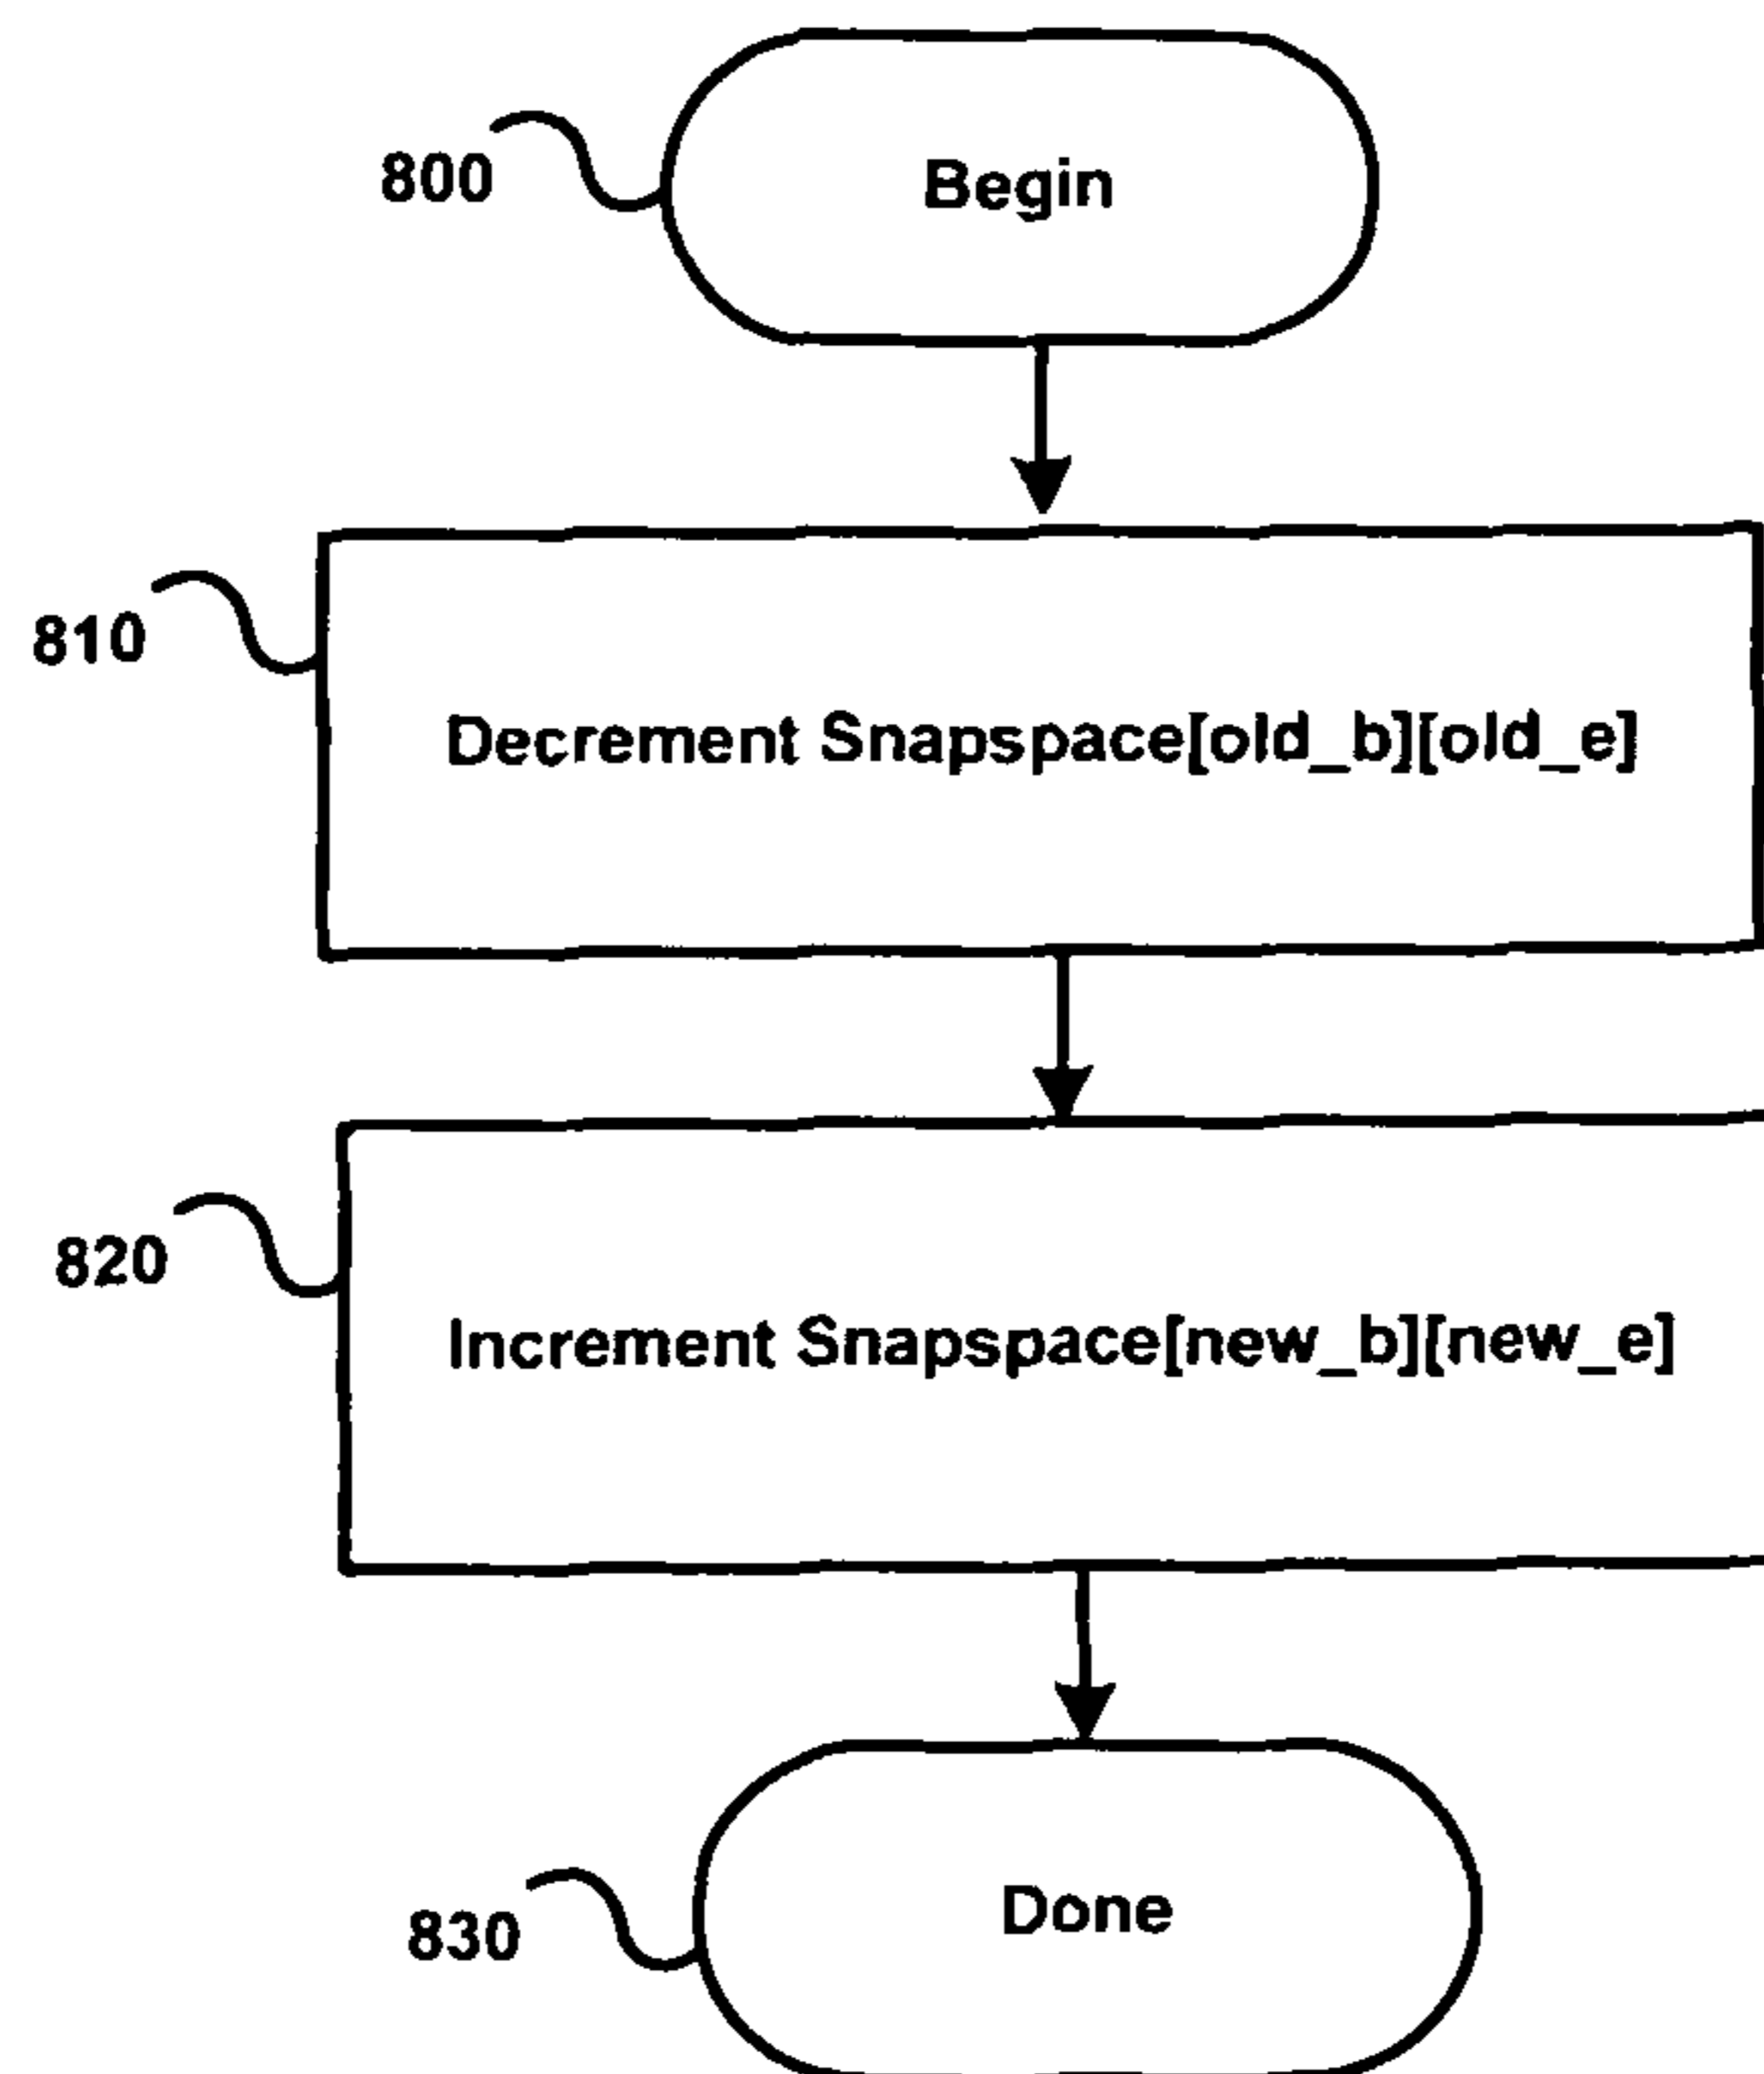 800
Begin
810
Decrement Snapspace[old_b][old_e]
820
Increment Snapspace[new_b][new_e]
830
Done